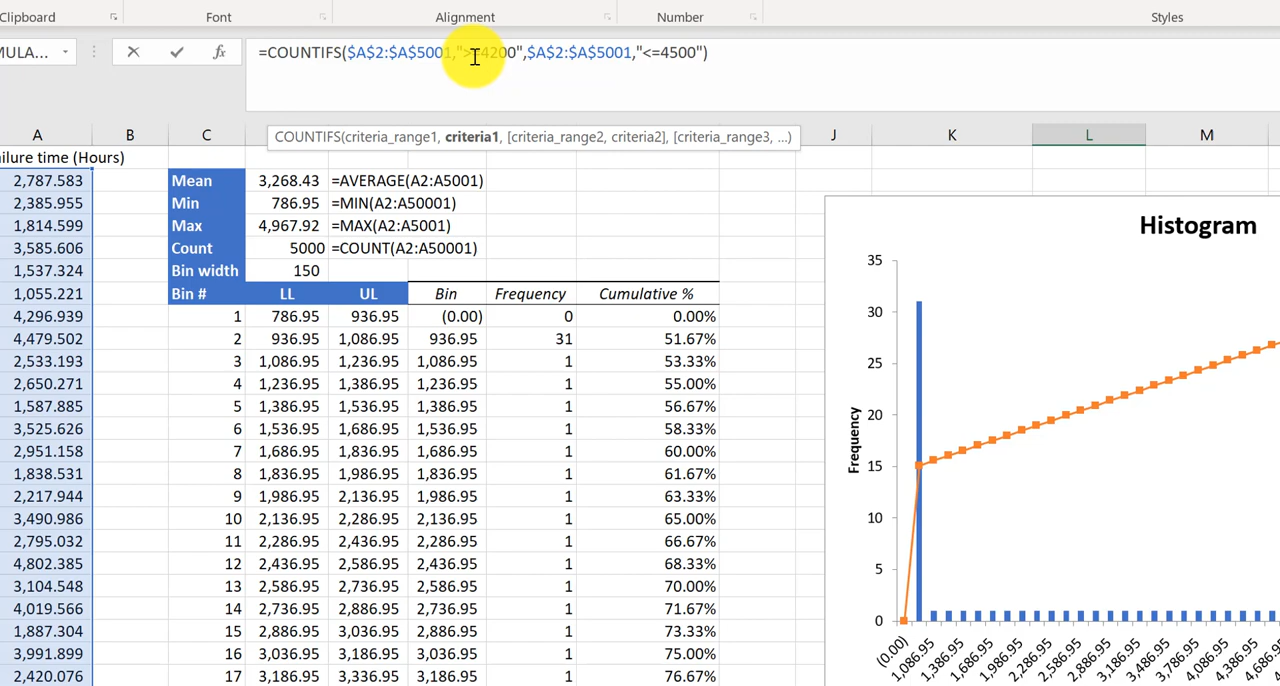 Clipboard Font Alignment Number Styles
MULA... fx =COUNTIFS($A$2:$A$5001,">=4200",$A$2:$A$5001,"<=4500")
COUNTIFS(criteria_range1, criteria1, [criteria_range2, criteria2], [criteria_range3, ...)
A B C J K L M
ilure time (Hours)
2,787.583 Mean 3,268.43 =AVERAGE(A2:A5001)
2,385.955 Min 786.95 =MIN(A2:A50001)
1,814.599 Max 4,967.92 =MAX(A2:A5001)
3,585.606 Count 5000 =COUNT(A2:A50001)
1,537.324 Bin width 150
1,055.221 Bin # LL UL Bin Frequency Cumulative %
4,296.939 1 786.95 936.95 (0.00) 0 0.00%
4,479.502 2 936.95 1,086.95 936.95 31 51.67%
2,533.193 3 1,086.95 1,236.95 1,086.95 1 53.33%
2,650.271 4 1,236.95 1,386.95 1,236.95 1 55.00%
1,587.885 5 1,386.95 1,536.95 1,386.95 1 56.67%
3,525.626 6 1,536.95 1,686.95 1,536.95 1 58.33%
2,951.158 7 1,686.95 1,836.95 1,686.95 1 60.00%
1,838.531 8 1,836.95 1,986.95 1,836.95 1 61.67%
2,217.944 9 1,986.95 2,136.95 1,986.95 1 63.33%
3,490.986 10 2,136.95 2,286.95 2,136.95 1 65.00%
2,795.032 11 2,286.95 2,436.95 2,286.95 1 66.67%
4,802.385 12 2,436.95 2,586.95 2,436.95 1 68.33%
3,104.548 13 2,586.95 2,736.95 2,586.95 1 70.00%
4,019.566 14 2,736.95 2,886.95 2,736.95 1 71.67%
1,887.304 15 2,886.95 3,036.95 2,886.95 1 73.33%
3,991.899 16 3,036.95 3,186.95 3,036.95 1 75.00%
2,420.076 17 3,186.95 3,336.95 3,186.95 1 76.67%
Histogram
35
30
25
20
15
10
5
0
Frequency
(0.00) 1,086.95 1,386.95 1,686.95 1,986.95 2,286.95 2,586.95 2,886.95 3,186.95 3,486.95 3,786.95 4,086.95 4,386.95 4,686.95